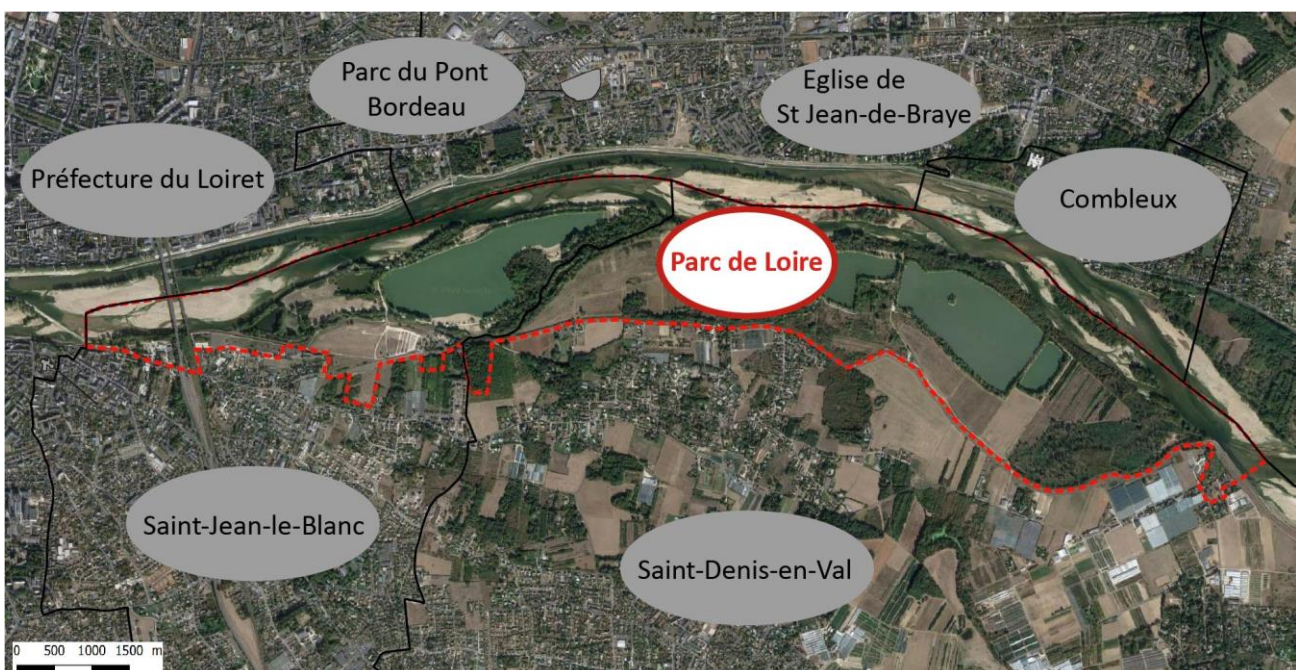 Parc du Pont
Bordeau
Eglise de
St Jean-de-Braye
Préfecture du Loiret
Combleux
Parc de Loire
Saint-Jean-le-Blanc
Saint-Denis-en-Val
0 500 1000 1500 m